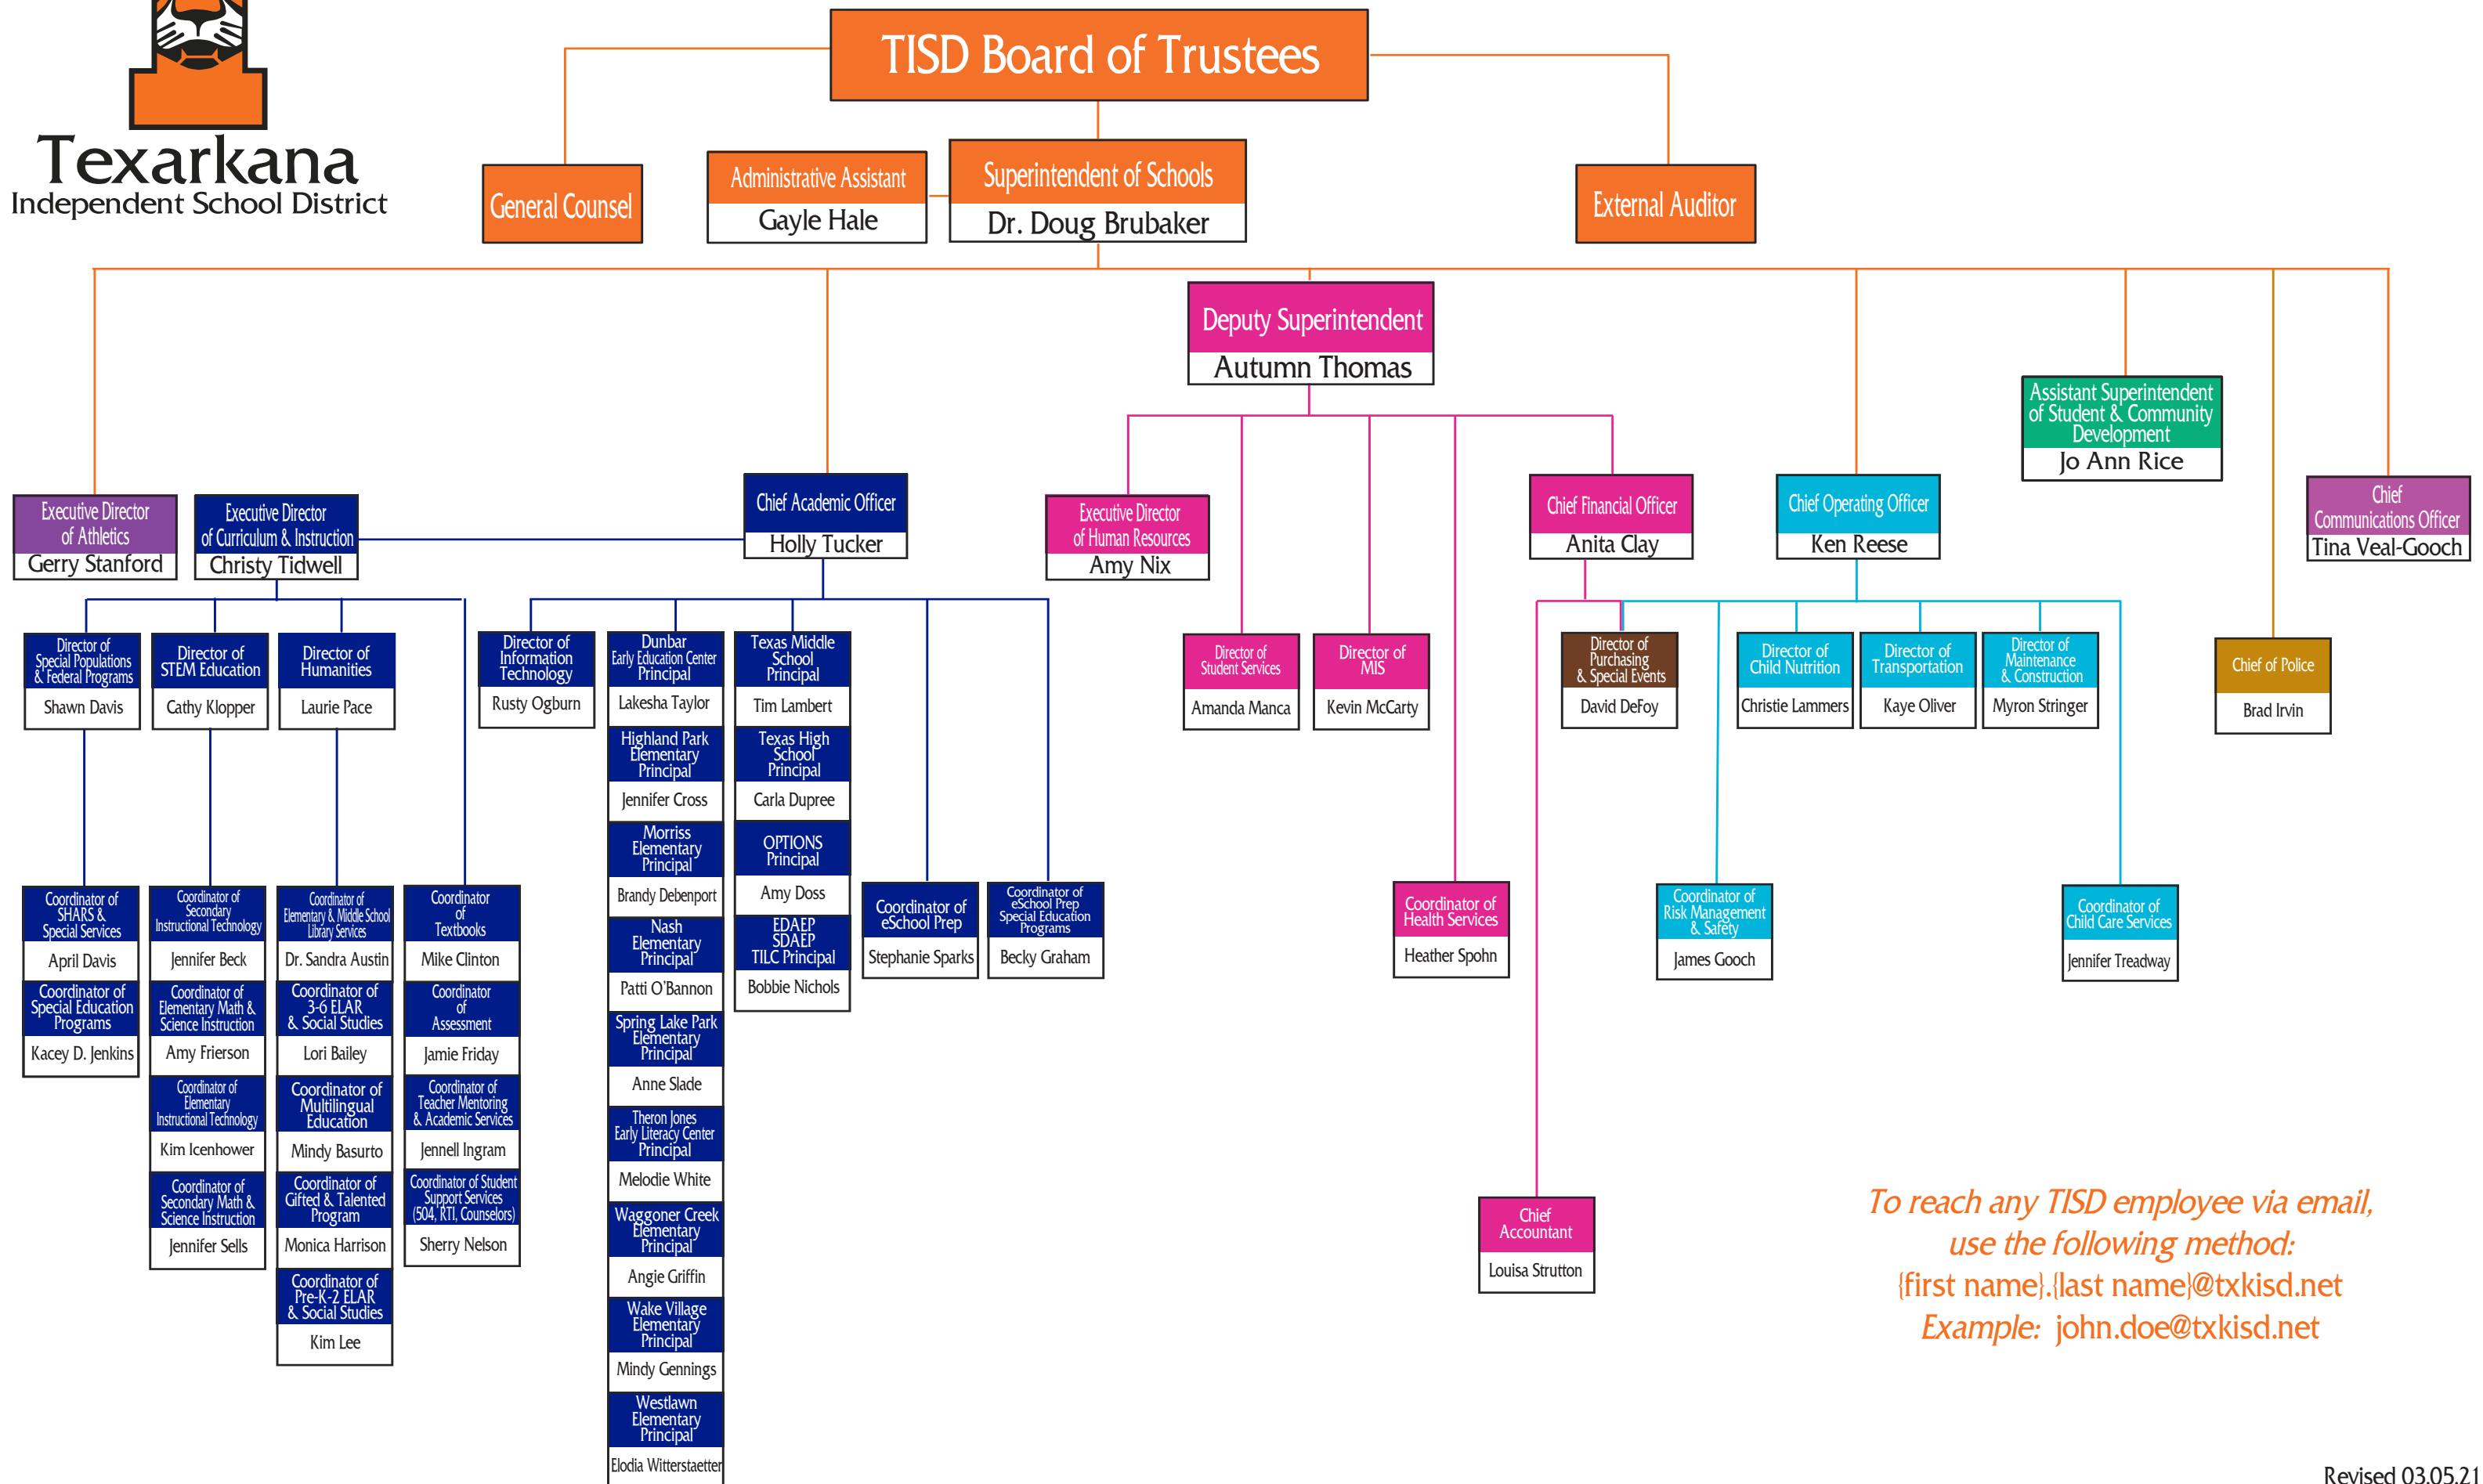 TISD Board of Trustees
Texarkana
Independent School District
General Counsel
Administrative Assistant
Gayle Hale
Superintendent of Schools
Dr. Doug Brubaker
External Auditor
Deputy Superintendent
Autumn Thomas
Assistant Superintendent
of Student & Community
Development
Jo Ann Rice
Executive Director
of Athletics
Gerry Stanford
Executive Director
of Curriculum & Instruction
Christy Tidwell
Chief Academic Officer
Holly Tucker
Executive Director
of Human Resources
Amy Nix
Chief Financial Officer
Anita Clay
Chief Operating Officer
Ken Reese
Chief
Communications Officer
Tina Veal-Gooch
Director of
Special Populations
& Federal Programs
Shawn Davis
Director of
STEM Education
Cathy Klopper
Director of
Humanities
Laurie Pace
Director of
Information
Technology
Rusty Ogburn
Dunbar
Early Education Center
Principal
Lakesha Taylor
Texas Middle
School
Principal
Tim Lambert
Director of
Student Services
Amanda Manca
Director of
MIS
Kevin McCarty
Director of
Purchasing
& Special Events
David DeFoy
Director of
Child Nutrition
Christie Lammers
Director of
Transportation
Kaye Oliver
Director of
Maintenance
& Construction
Myron Stringer
Chief of Police
Brad Irvin
Highland Park
Elementary
Principal
Jennifer Cross
Texas High
School
Principal
Carla Dupree
Morriss
Elementary
Principal
Brandy Debenport
OPTIONS
Principal
Amy Doss
Nash
Elementary
Principal
Patti O'Bannon
EDAEP
SDAEP
TILC Principal
Bobbie Nichols
Spring Lake Park
Elementary
Principal
Anne Slade
Theron Jones
Early Literacy Center
Principal
Melodie White
Waggoner Creek
Elementary
Principal
Angie Griffin
Wake Village
Elementary
Principal
Mindy Gennings
Westlawn
Elementary
Principal
Elodia Witterstaetter
Coordinator of
SHARS &
Special Services
April Davis
Coordinator of
Special Education
Programs
Kacey D. Jenkins
Coordinator of
Secondary
Instructional Technology
Jennifer Beck
Coordinator of
Elementary Math &
Science Instruction
Amy Frierson
Coordinator of
Elementary
Instructional Technology
Kim Icenhower
Coordinator of
Secondary Math &
Science Instruction
Jennifer Sells
Coordinator of
Elementary & Middle School
Library Services
Dr. Sandra Austin
Coordinator of
3-6 ELAR
& Social Studies
Lori Bailey
Coordinator of
Multilingual
Education
Mindy Basurto
Coordinator of
Gifted & Talented
Program
Monica Harrison
Coordinator of
Pre-K-2 ELAR
& Social Studies
Kim Lee
Coordinator
of
Textbooks
Mike Clinton
Coordinator
of
Assessment
Jamie Friday
Coordinator of
Teacher Mentoring
& Academic Services
Jennell Ingram
Coordinator of Student
Support Services
(504, RTI, Counselors)
Sherry Nelson
Coordinator of
eSchool Prep
Stephanie Sparks
Coordinator of
eSchool Prep
Special Education
Programs
Becky Graham
Coordinator of
Health Services
Heather Spohn
Coordinator of
Risk Management
& Safety
James Gooch
Coordinator of
Child Care Services
Jennifer Treadway
Chief
Accountant
Louisa Strutton
To reach any TISD employee via email,
use the following method:
{first name}.{last name}@txkisd.net
Example: john.doe@txkisd.net
Revised 03.05.21